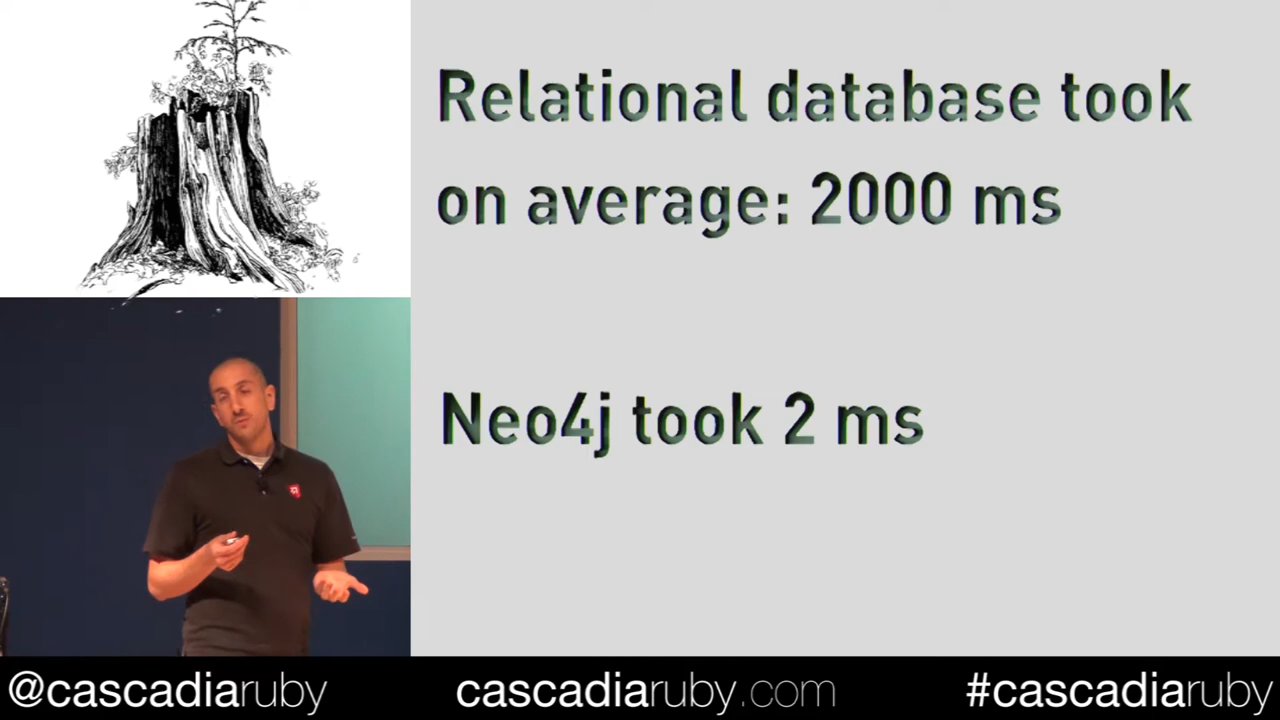 Relational database took
on average: 2000 ms
Neo4j took 2 ms
@cascadiaruby
cascadiaruby.com
#cascadiaruby